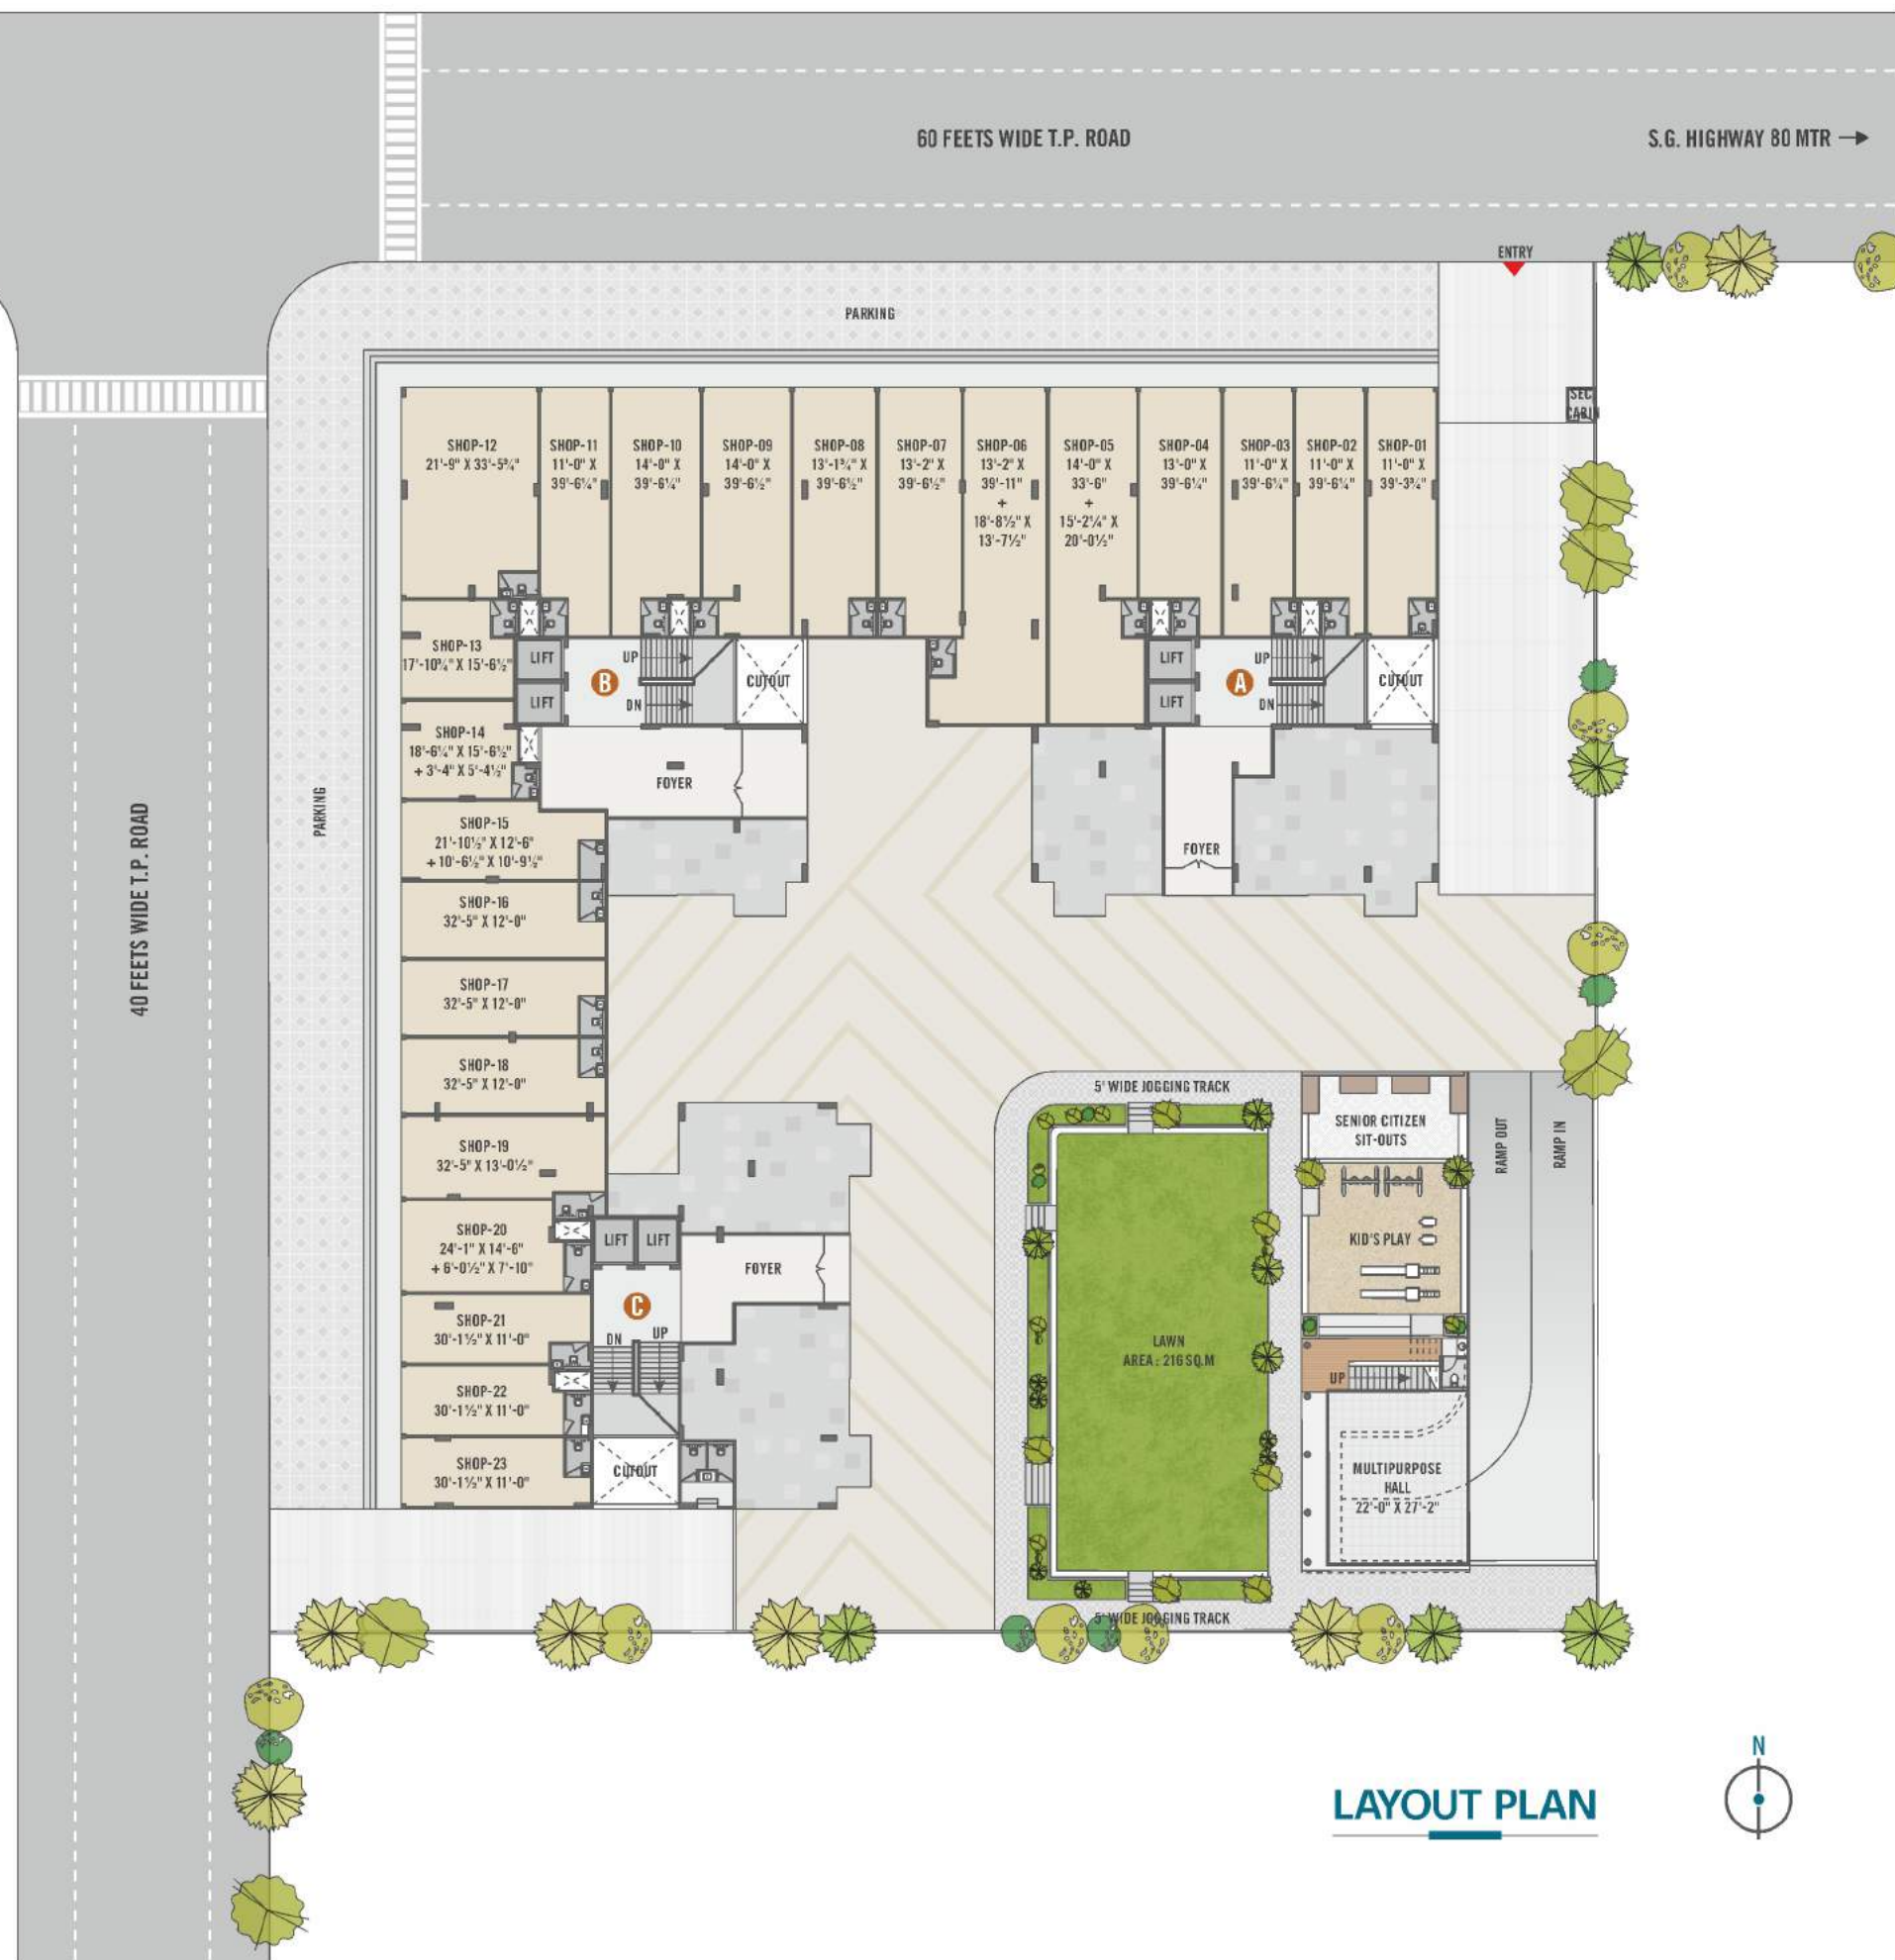 60 FEETS WIDE T.P. ROAD
S.G. HIGHWAY 80 MTR
ENTRY
PARKING
SEC
CABIN
SHOP-12
21'-9" X 33'-5¾"
SHOP-11
11'-0" X
39'-6¼"
SHOP-10
14'-0" X
39'-6¼"
SHOP-09
14'-0" X
39'-6½"
SHOP-08
13'-1¾" X
39'-6½"
SHOP-07
13'-2" X
39'-6½"
SHOP-06
13'-2" X
39'-11"
+
18'-8½" X
13'-7½"
SHOP-05
14'-0" X
33'-6"
+
15'-2¼" X
20'-0½"
SHOP-04
13'-0" X
39'-6¼"
SHOP-03
11'-0" X
39'-6¼"
SHOP-02
11'-0" X
39'-6¼"
SHOP-01
11'-0" X
39'-3¾"
SHOP-13
17'-10¾" X 15'-6½"
LIFT
LIFT
B
UP
DN
CUTOUT
LIFT
LIFT
A
UP
DN
CUTOUT
SHOP-14
18'-6¼" X 15'-6½"
+ 3'-4" X 5'-4½"
FOYER
FOYER
PARKING
40 FEETS WIDE T.P. ROAD
SHOP-15
21'-10½" X 12'-6"
+ 10'-6½" X 10'-9½"
SHOP-16
32'-5" X 12'-0"
SHOP-17
32'-5" X 12'-0"
SHOP-18
32'-5" X 12'-0"
SHOP-19
32'-5" X 13'-0½"
SHOP-20
24'-1" X 14'-6"
+ 6'-0½" X 7'-10"
LIFT
LIFT
FOYER
C
DN
UP
SHOP-21
30'-1½" X 11'-0"
SHOP-22
30'-1½" X 11'-0"
SHOP-23
30'-1½" X 11'-0"
CUTOUT
5' WIDE JOGGING TRACK
SENIOR CITIZEN
SIT-OUTS
RAMP OUT
RAMP IN
KID'S PLAY
LAWN
AREA : 216 SQ.M
UP
MULTIPURPOSE
HALL
22'-0" X 27'-2"
5' WIDE JOGGING TRACK
LAYOUT PLAN
N